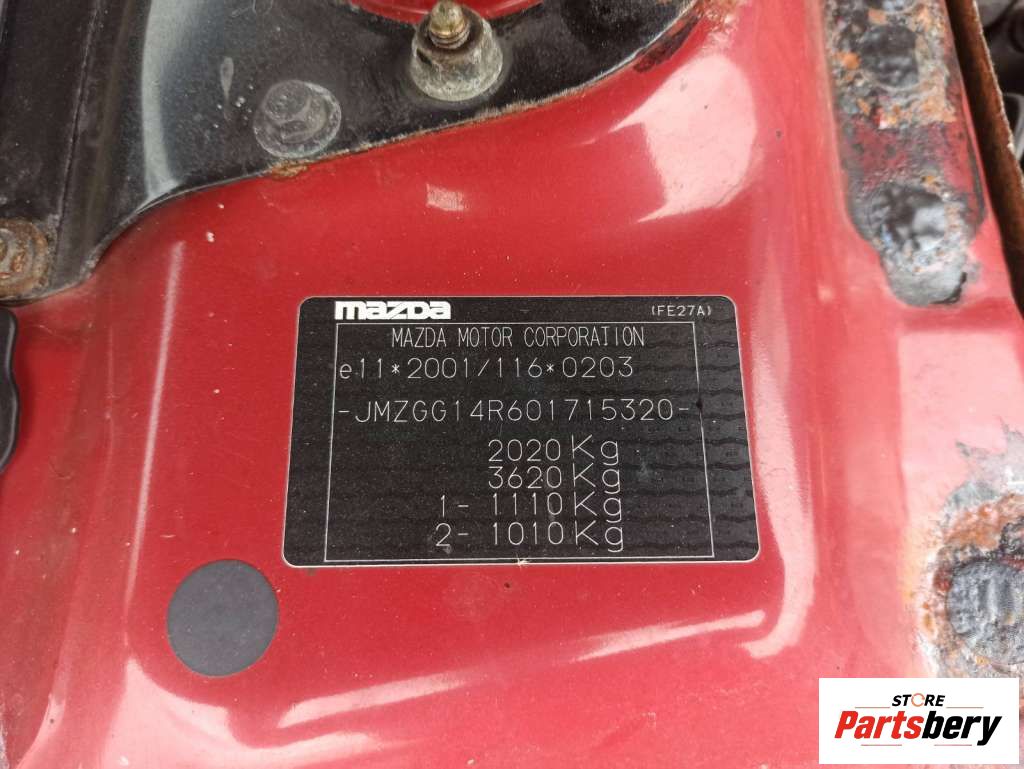 mazda (FE27A)
MAZDA MOTOR CORPORATION
e11*2001/116*0203
-JMZGG14R601715320-
2020Kg
3620Kg
1- 1110Kg
2- 1010Kg
STORE
Partsbery